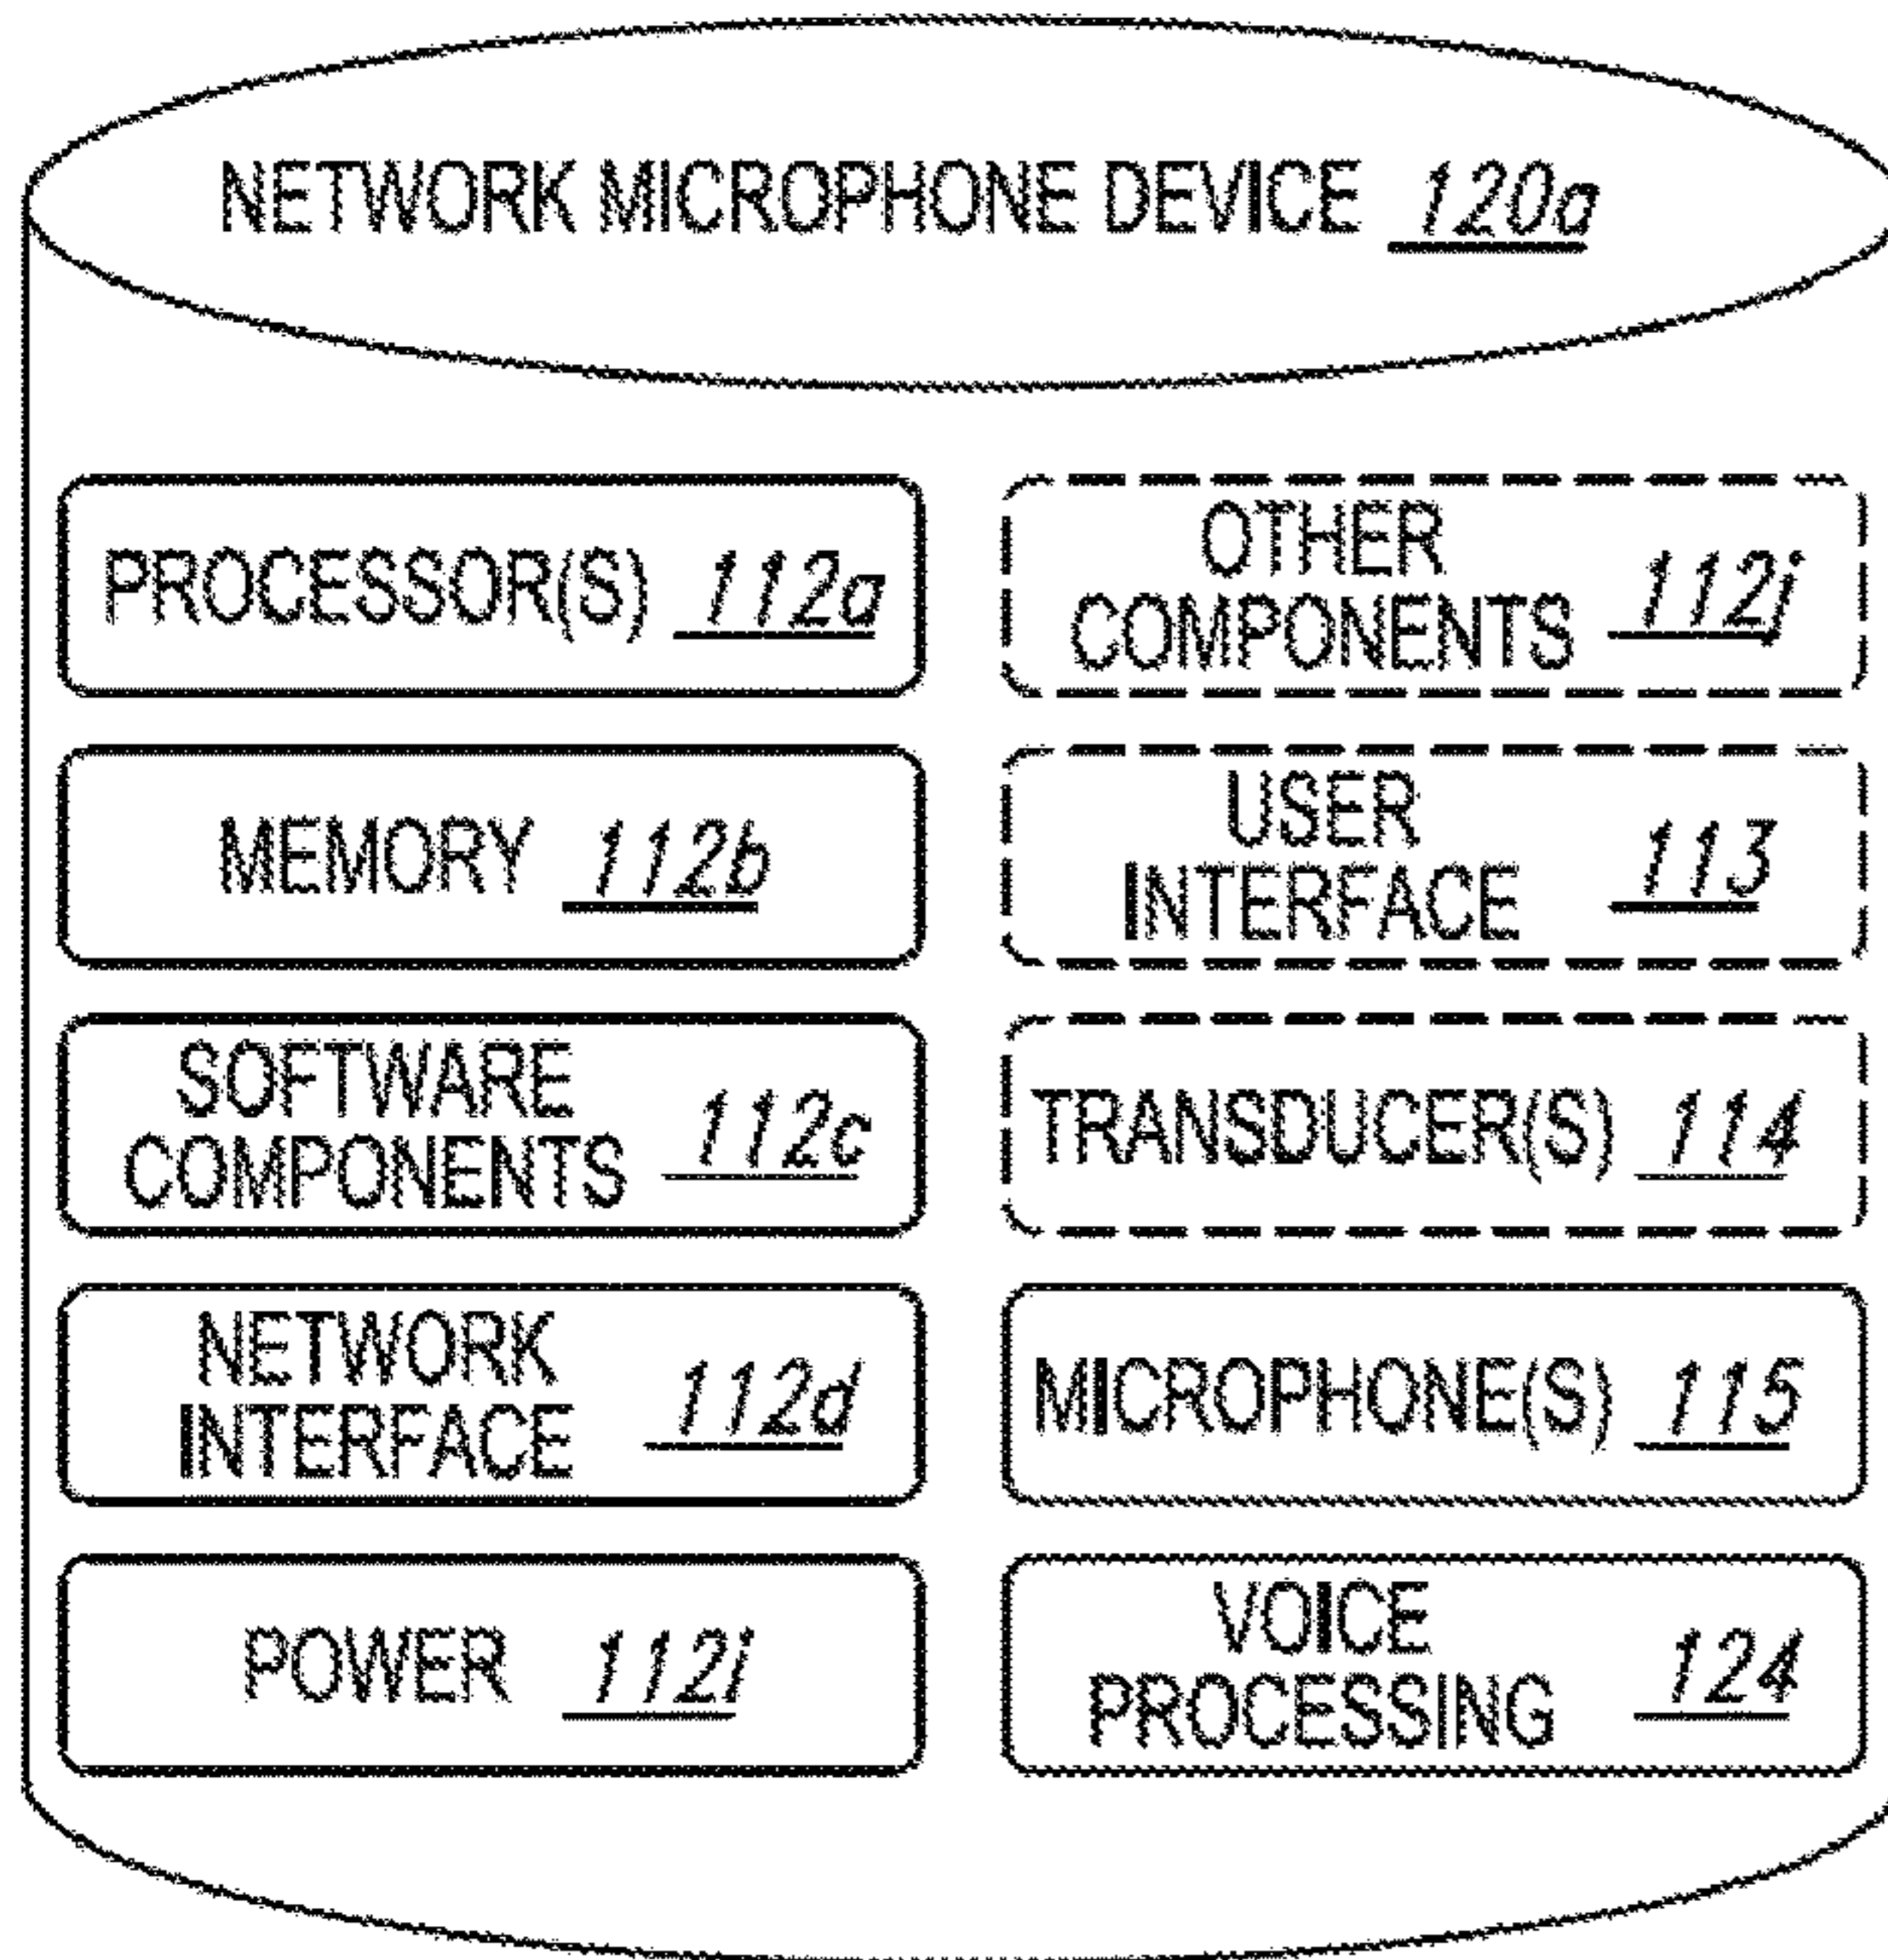 NETWORK MICROPHONE DEVICE 120a
PROCESSOR(S) 112a
MEMORY 112b
SOFTWARE
COMPONENTS 112c
NETWORK
INTERFACE 112d
POWER 112i
OTHER
COMPONENTS 112j
USER
INTERFACE 113
TRANSDUCER(S) 114
MICROPHONE(S) 115
VOICE
PROCESSING 124